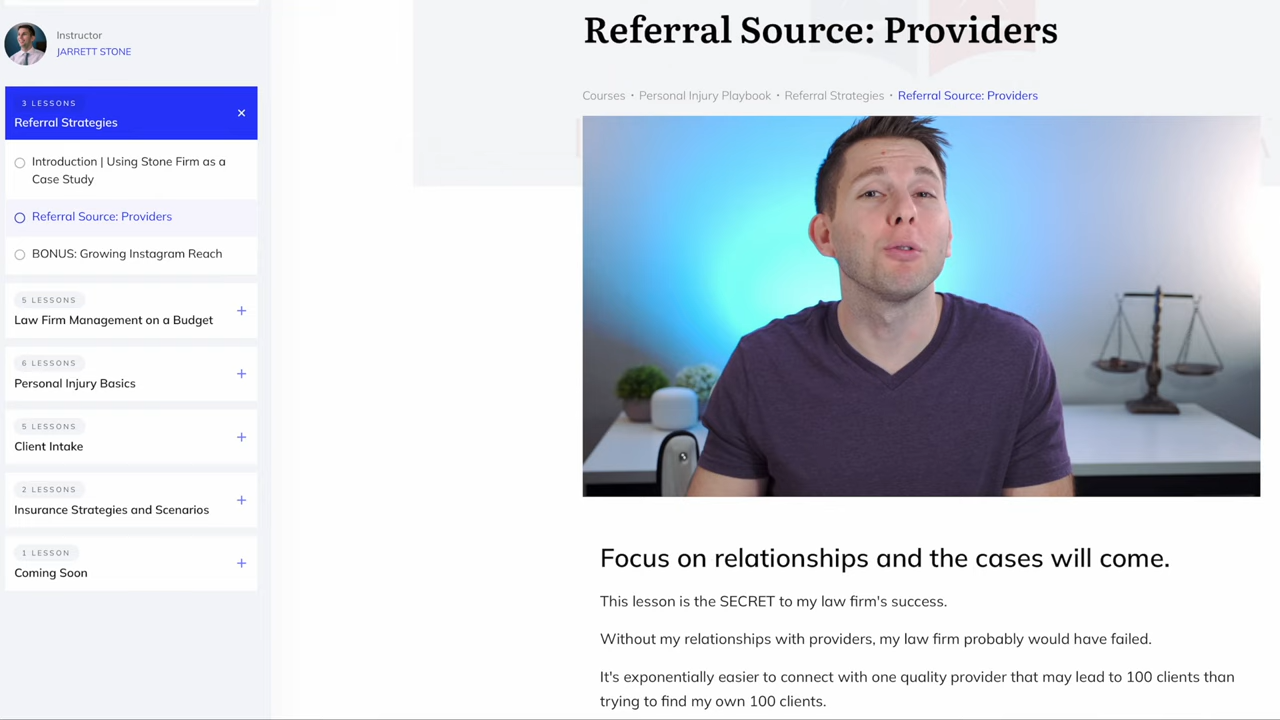 Instructor
JARRETT STONE
3 LESSONS
Referral Strategies
Introduction | Using Stone Firm as a
Case Study
Referral Source: Providers
BONUS: Growing Instagram Reach
5 LESSONS
Law Firm Management on a Budget
6 LESSONS
Personal Injury Basics
5 LESSONS
Client Intake
2 LESSONS
Insurance Strategies and Scenarios
1 LESSON
Coming Soon
Referral Source: Providers
Courses · Personal Injury Playbook · Referral Strategies · Referral Source: Providers
Focus on relationships and the cases will come.
This lesson is the SECRET to my law firm's success.
Without my relationships with providers, my law firm probably would have failed.
It's exponentially easier to connect with one quality provider that may lead to 100 clients than
trying to find my own 100 clients.